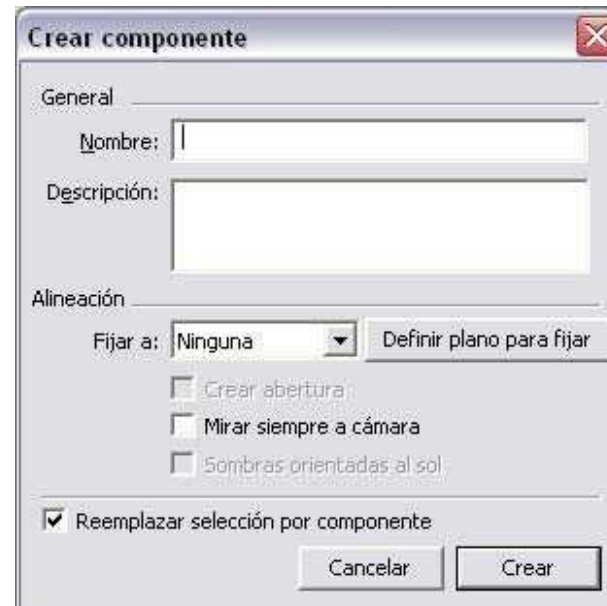 Crear componente
General
Nombre:
Descripción:
Alineación
Fijar a: Ninguna Definir plano para fijar
Crear abertura
Mirar siempre a cámara
Sombras orientadas al sol
Reemplazar selección por componente
Cancelar Crear